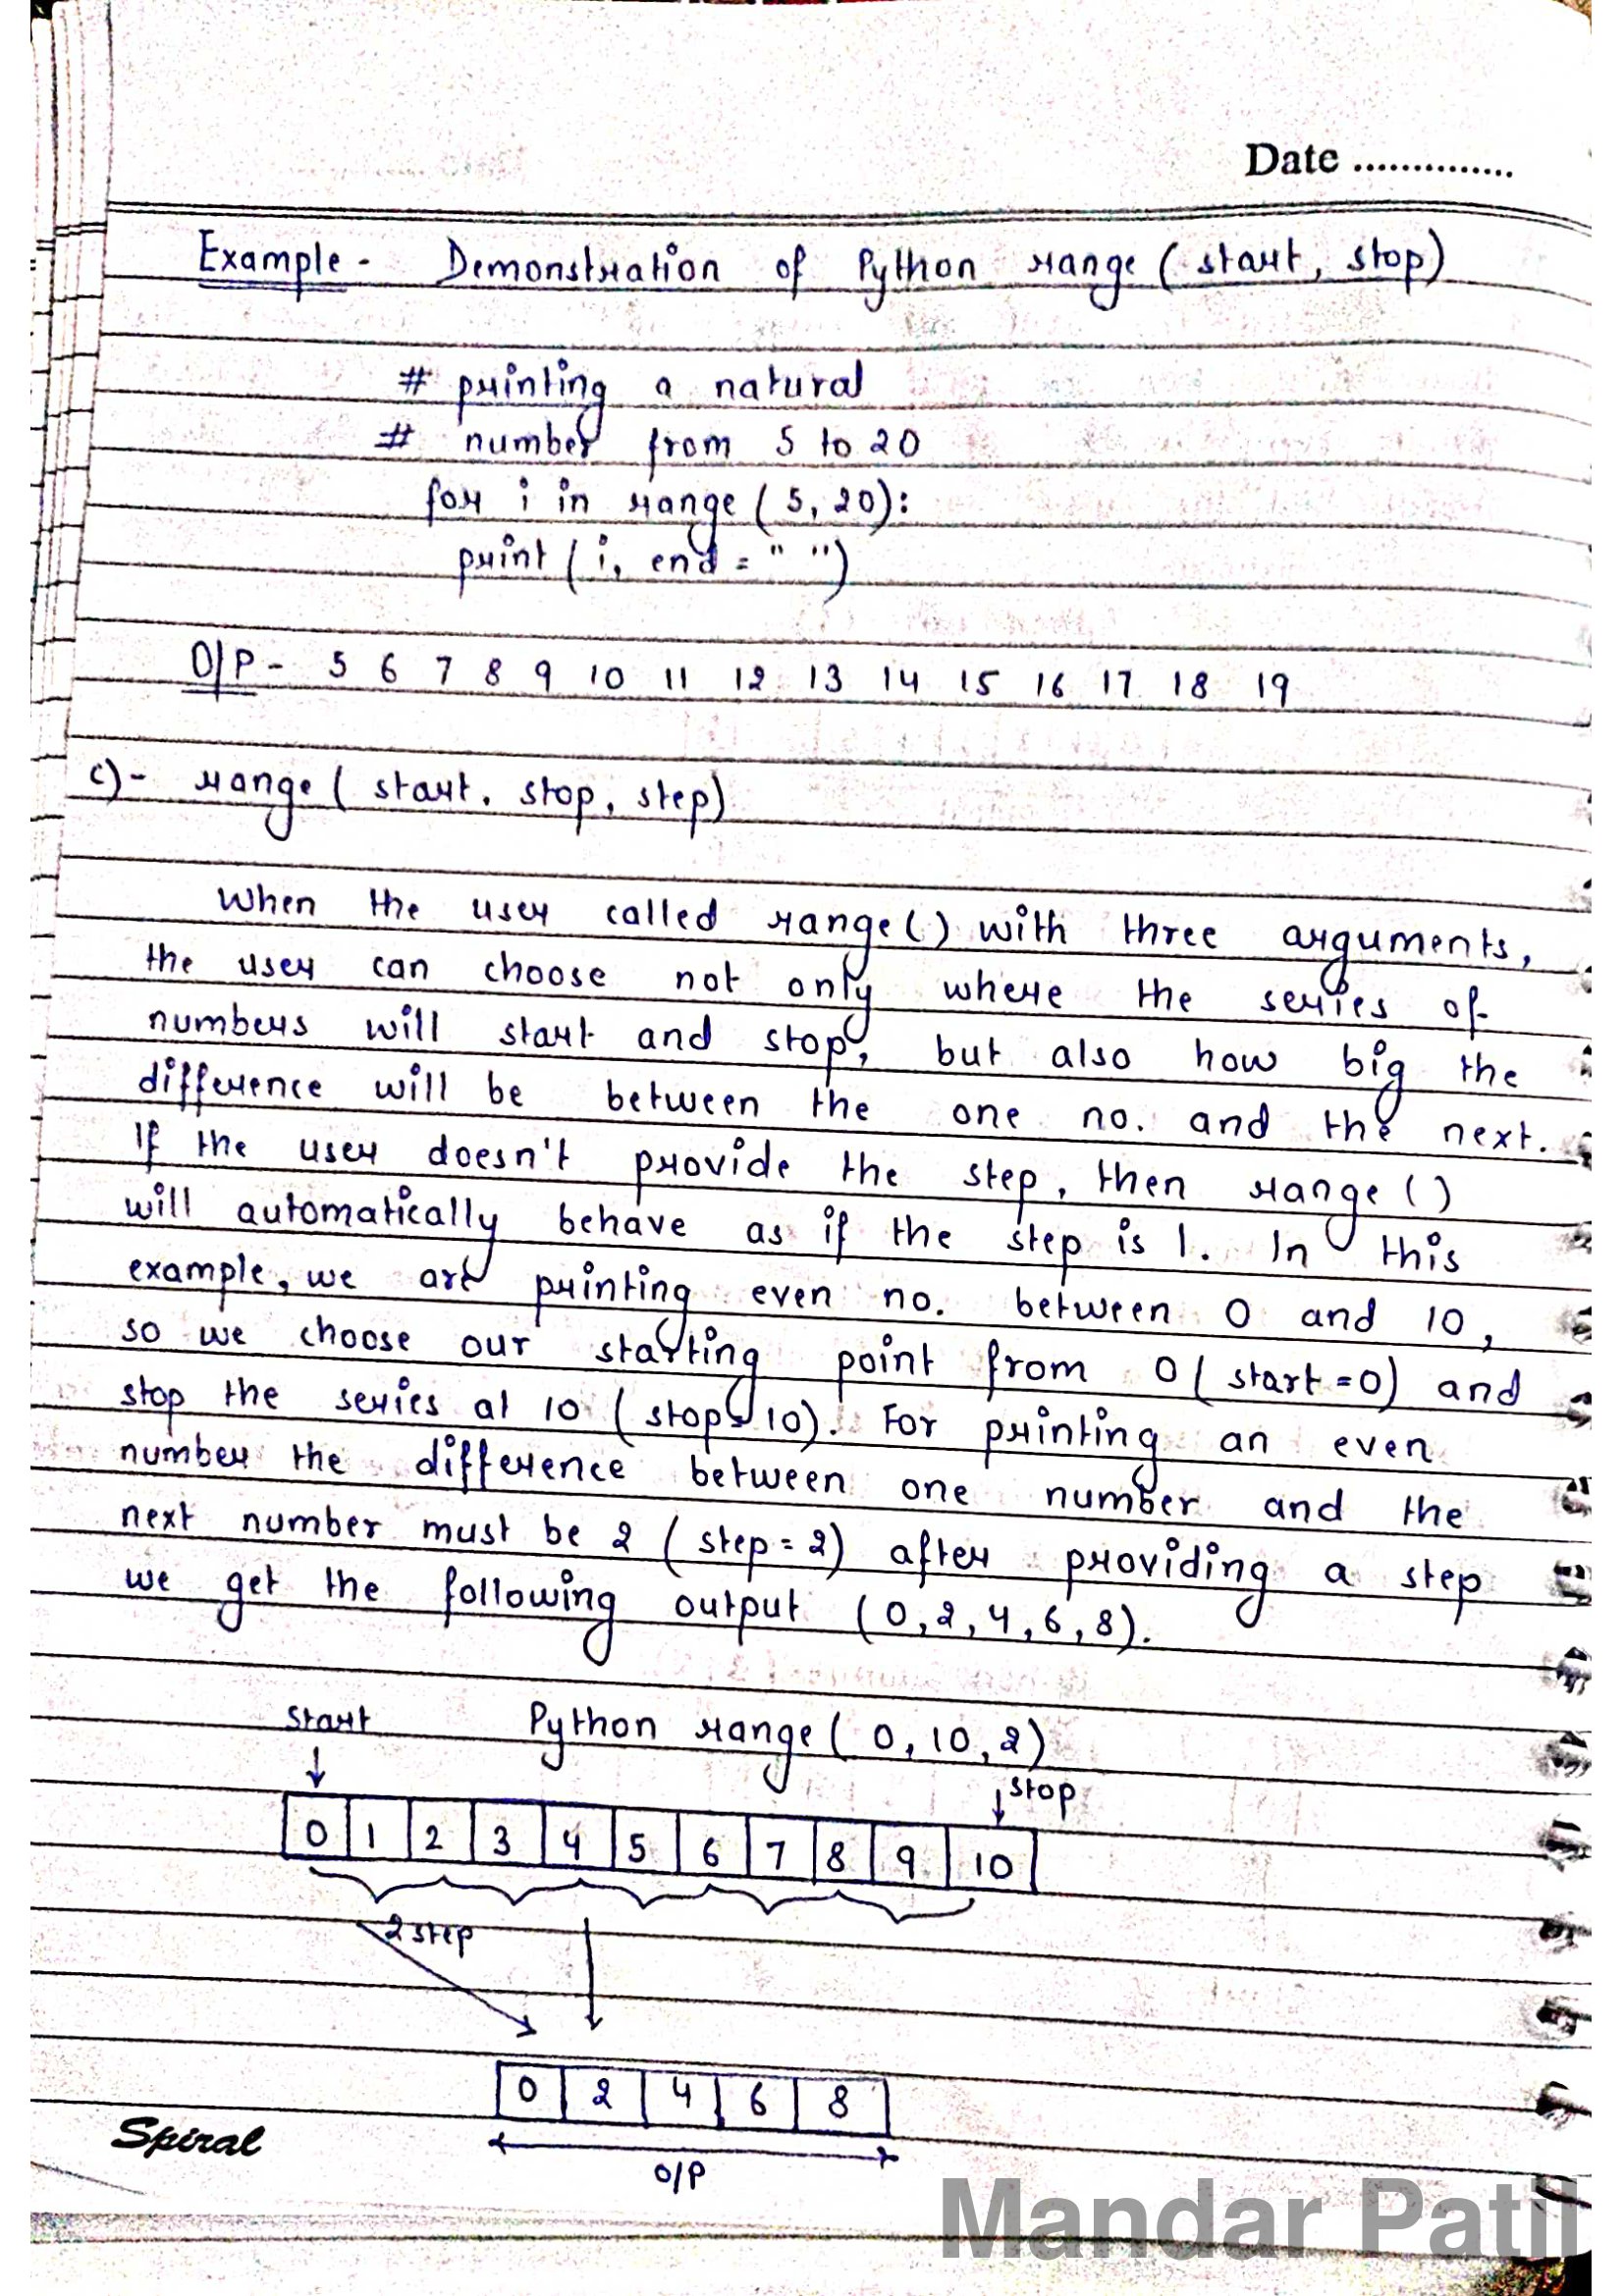 Date ..............
Example - Demonstration of Python range ( start, stop)
# printing a natural
# number from 5 to 20
for i in range ( 5, 20):
print ( i, end = " ")
O/P - 5 6 7 8 9 10 11 12 13 14 15 16 17 18 19
c)- range ( start, stop, step)
When the user called range ( ) with three arguments,
the user can choose not only where the series of
numbers will start and stop, but also how big the
difference will be between the one no. and the next.
If the user doesn't provide the step, then range ( )
will automatically behave as if the step is 1. In this
example, we are printing even no. between 0 and 10,
so we choose our starting point from 0 ( start = 0) and
stop the series at 10 ( stop = 10). For printing an even
number the difference between one number and the
next number must be 2 ( step = 2) after providing a step
we get the following output ( 0, 2, 4, 6, 8).
start Python range ( 0, 10, 2)
stop
0 1 2 3 4 5 6 7 8 9 10
2 step
0 2 4 6 8
Spiral
O/P
Mandar Patil